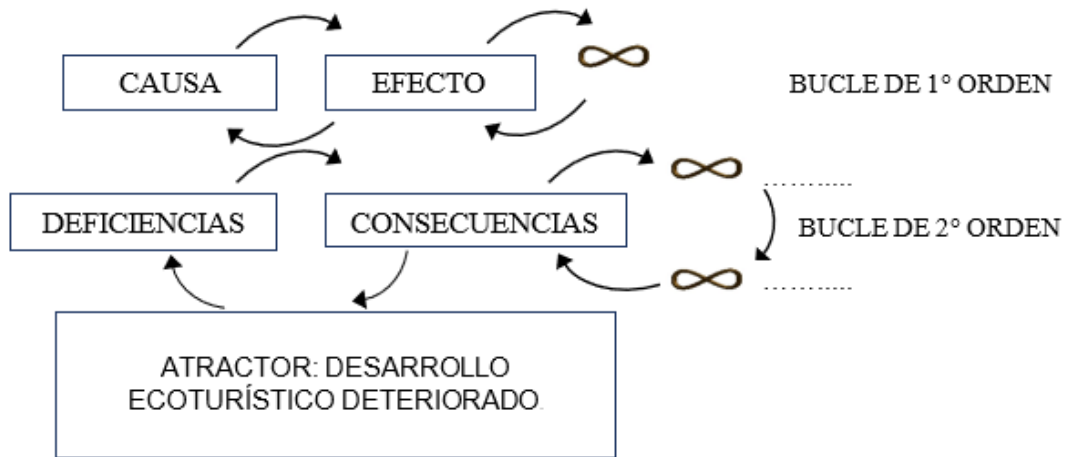 CAUSA
EFECTO
BUCLE DE 1° ORDEN
DEFICIENCIAS
CONSECUENCIAS
………..
BUCLE DE 2° ORDEN
………..
ATRACTOR: DESARROLLO
ECOTURÍSTICO DETERIORADO.